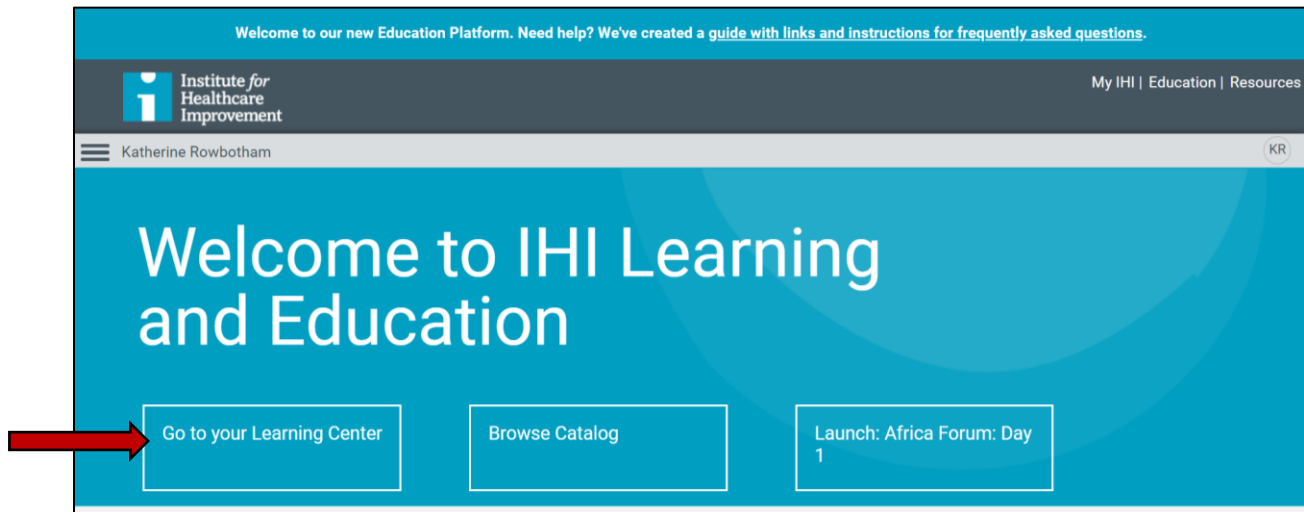 Welcome to our new Education Platform. Need help? We've created a guide with links and instructions for frequently asked questions.
Institute for
Healthcare
Improvement
My IHI | Education | Resources
Katherine Rowbotham
KR
Welcome to IHI Learning
and Education
Go to your Learning Center
Browse Catalog
Launch: Africa Forum: Day
1